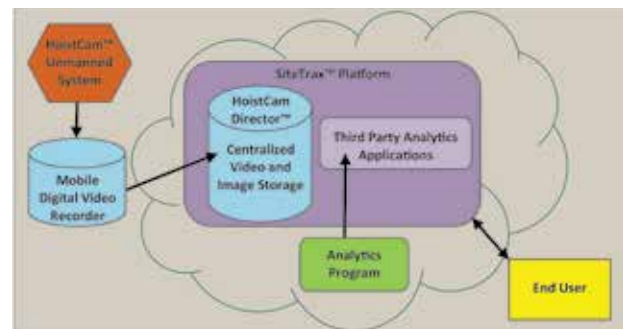 HoistCam™
Unmanned
System
SiteTrax™ Platform
HoistCam
Director™
Centralized
Video and
Image Storage
Third Party Analytics
Applications
Mobile
Digital Video
Recorder
Analytics
Program
End User